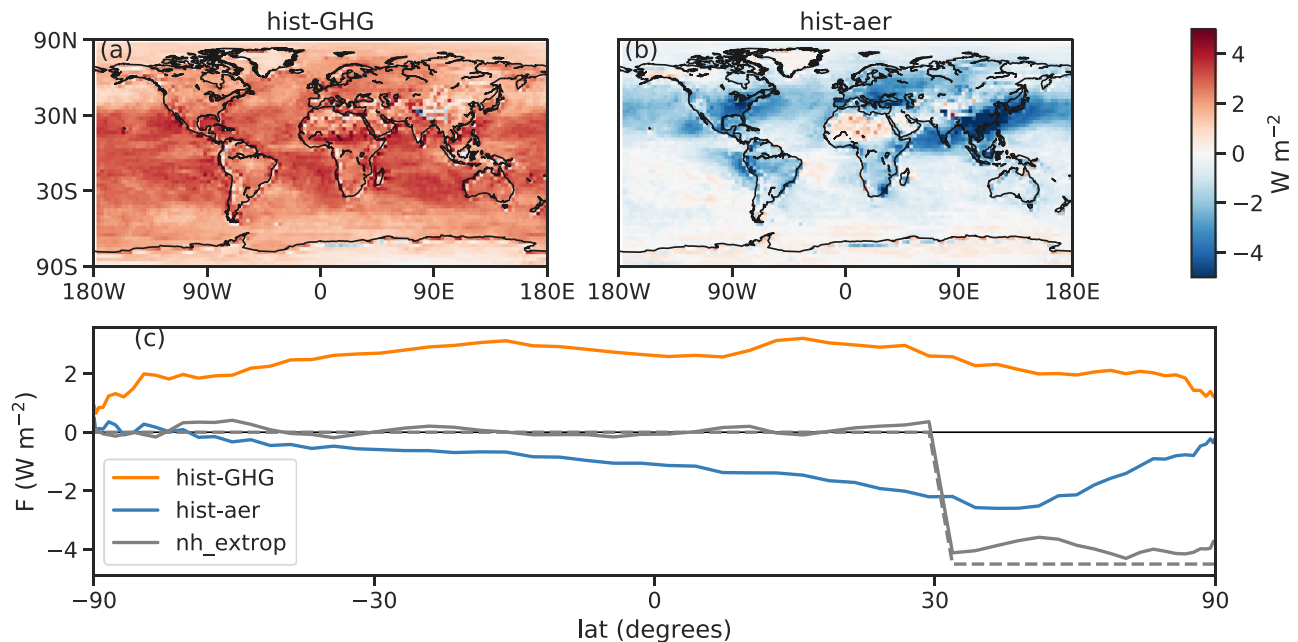 hist-GHG
hist-aer
90N
30N
30S
90S
(a)
(b)
180W 90W 0 90E 180E
180W 90W 0 90E 180E
4
2
0
−2
−4
W m−2
(c)
2
0
−2
−4
F (W m−2)
hist-GHG
hist-aer
nh_extrop
−90 −30 0 30 90
lat (degrees)